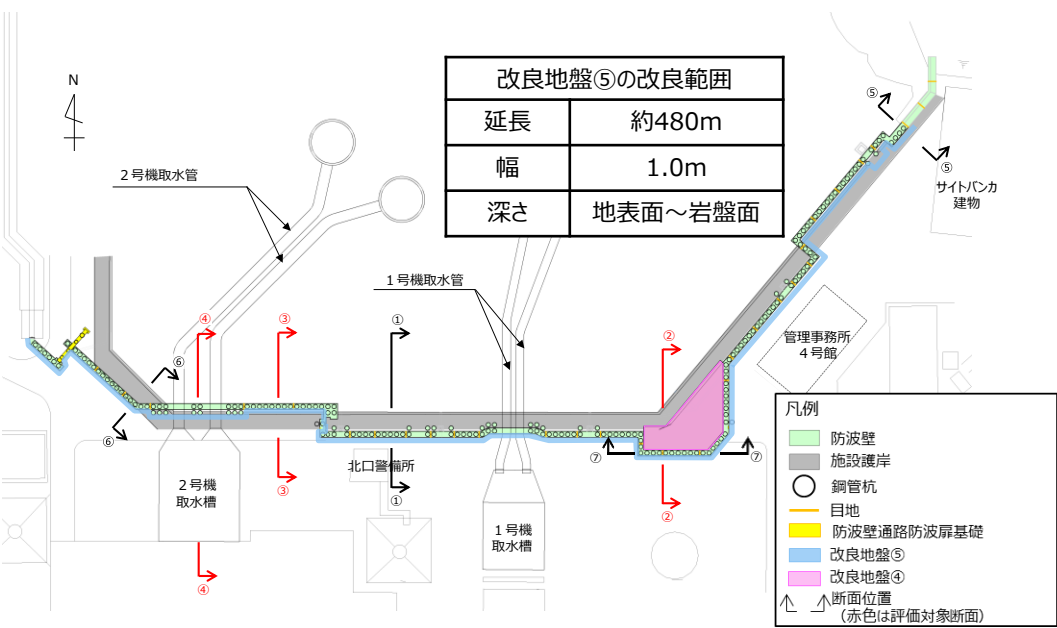 改良地盤⑤の改良範囲
延長 約480m
幅 1.0m
深さ 地表面～岩盤面
N
2号機取水管
1号機取水管
⑤
⑤
サイトバンカ
建物
管理事務所
4号館
④
③
①
②
⑥
⑥
⑦
⑦
北口警備所
③
①
②
④
2号機
取水槽
1号機
取水槽
凡例
防波壁
施設護岸
鋼管杭
目地
防波壁通路防波扉基礎
改良地盤⑤
改良地盤④
断面位置
(赤色は評価対象断面)